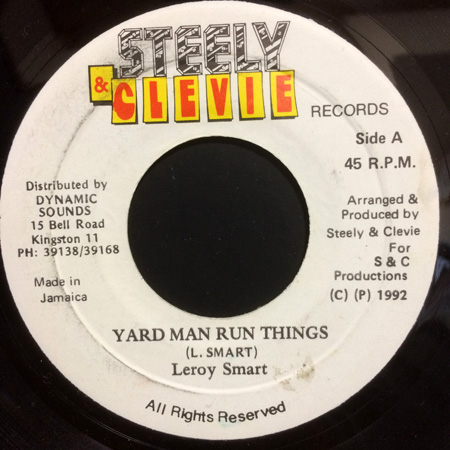 STEELY
& CLEVIE
RECORDS
Side A
45 R.P.M.
Distributed by
DYNAMIC
SOUNDS
15 Bell Road
Kingston 11
PH: 39138/39168
Made in
Jamaica
Arranged &
Produced by
Steely & Clevie
For
S & C
Productions
(C) (P) 1992
YARD MAN RUN THINGS
(L. SMART)
Leroy Smart
All Rights Reserved